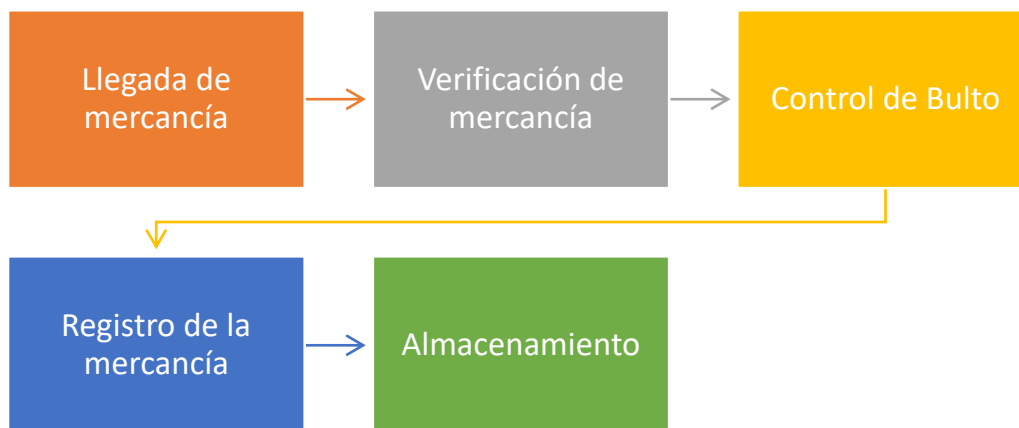 Llegada de
mercancía
Verificación de
mercancía
Control de Bulto
Registro de la
mercancía
Almacenamiento